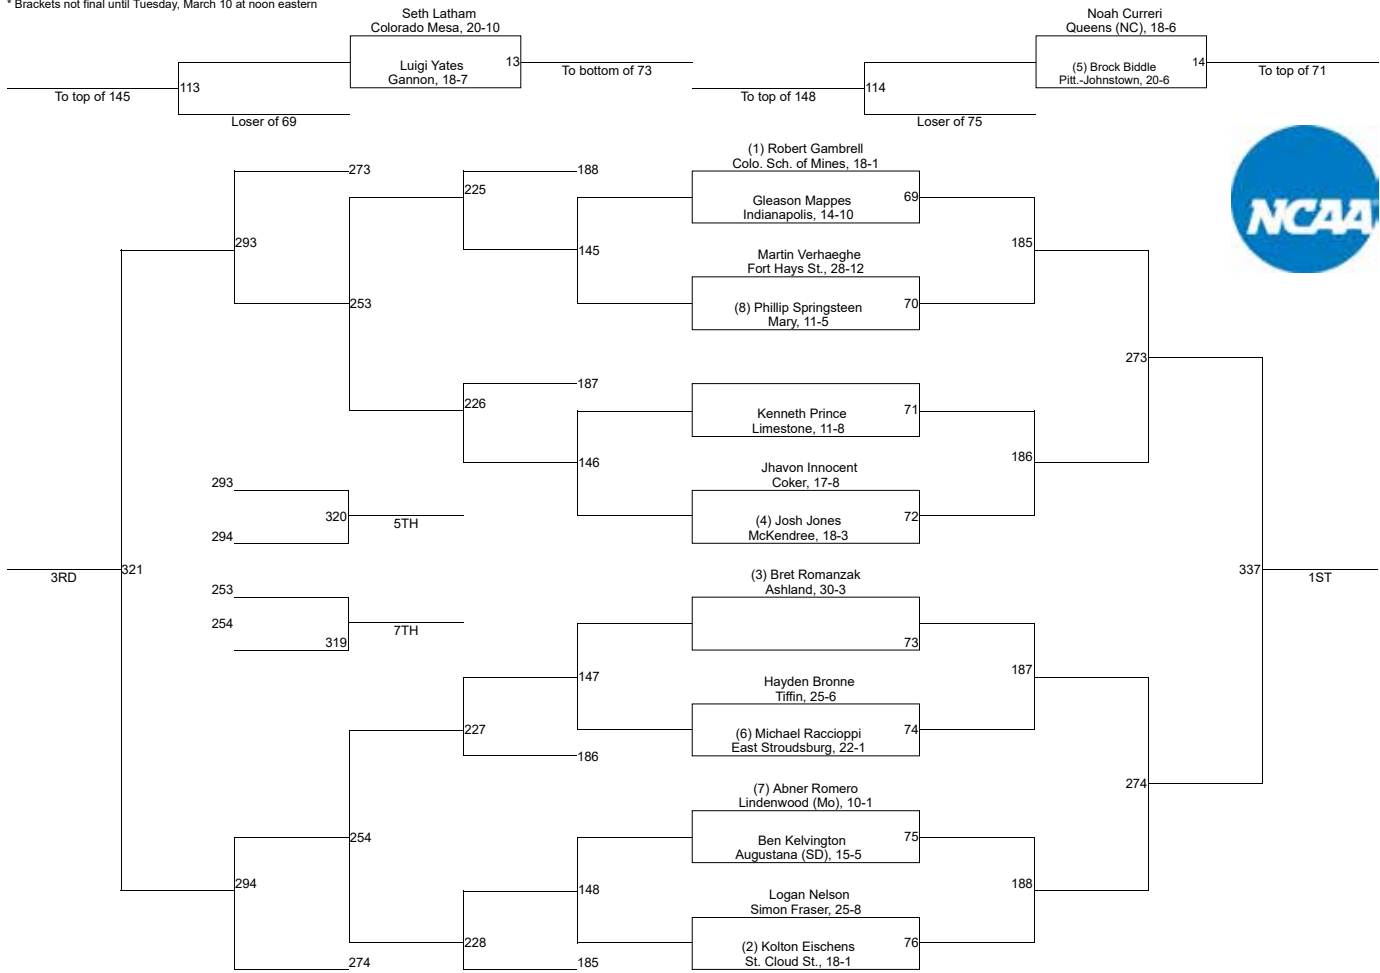 * Brackets not final until Tuesday, March 10 at noon eastern
Seth Latham
Colorado Mesa, 20-10
Luigi Yates
Gannon, 18-7
13
To bottom of 73
113
To top of 145
Loser of 69
Noah Curreri
Queens (NC), 18-6
(5) Brock Biddle
Pitt.-Johnstown, 20-6
14
To top of 71
114
To top of 148
Loser of 75
NCAA
(1) Robert Gambrell
Colo. Sch. of Mines, 18-1
273
188
225
Gleason Mappes
Indianapolis, 14-10
69
293
145
185
Martin Verhaeghe
Fort Hays St., 28-12
253
(8) Phillip Springsteen
Mary, 11-5
70
273
187
226
Kenneth Prince
Limestone, 11-8
71
146
186
Jhavon Innocent
Coker, 17-8
293
320
5TH
294
(4) Josh Jones
McKendree, 18-3
72
3RD
321
337
1ST
(3) Bret Romanzak
Ashland, 30-3
253
254
7TH
319
73
147
187
Hayden Bronne
Tiffin, 25-6
227
(6) Michael Raccioppi
East Stroudsburg, 22-1
74
186
274
(7) Abner Romero
Lindenwood (Mo), 10-1
254
Ben Kelvington
Augustana (SD), 15-5
75
294
148
188
Logan Nelson
Simon Fraser, 25-8
228
(2) Kolton Eischens
St. Cloud St., 18-1
76
274
185